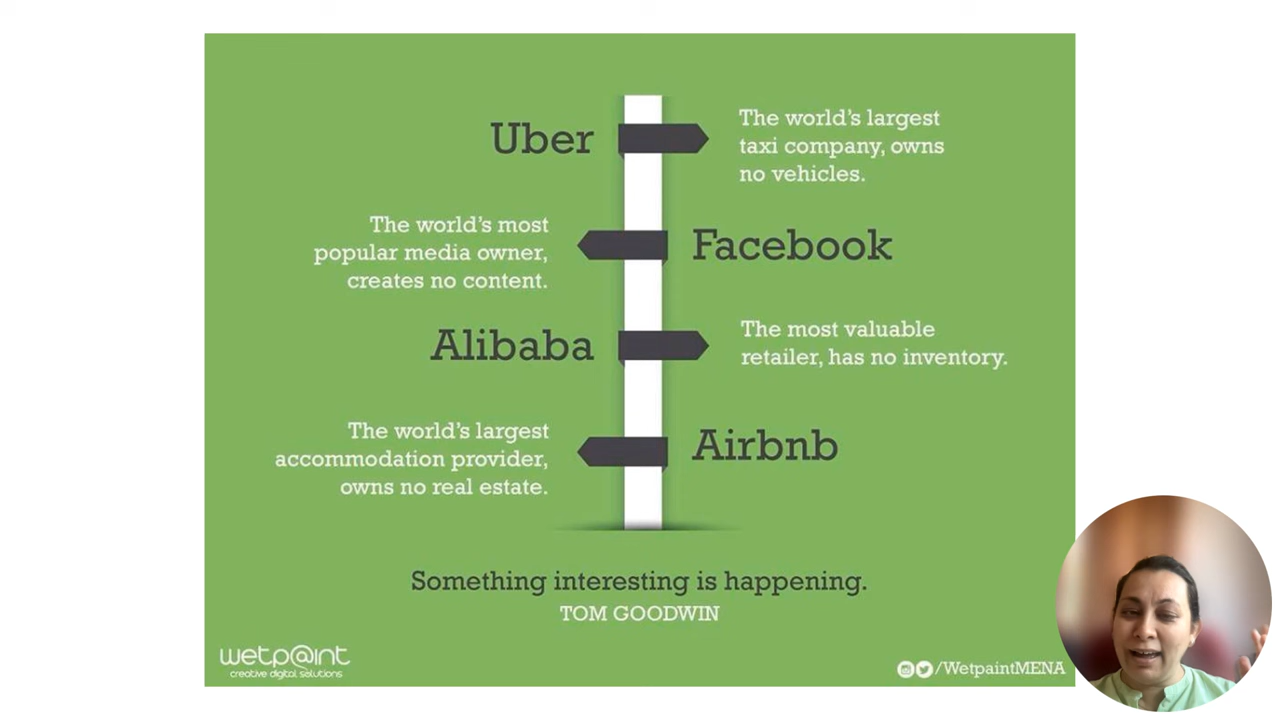 Uber
The world's largest
taxi company, owns
no vehicles.
The world's most
popular media owner,
creates no content.
Facebook
Alibaba
The most valuable
retailer, has no inventory.
The world's largest
accommodation provider,
owns no real estate.
Airbnb
Something interesting is happening.
TOM GOODWIN
wetp@int
creative digital solutions
/WetpaintMENA